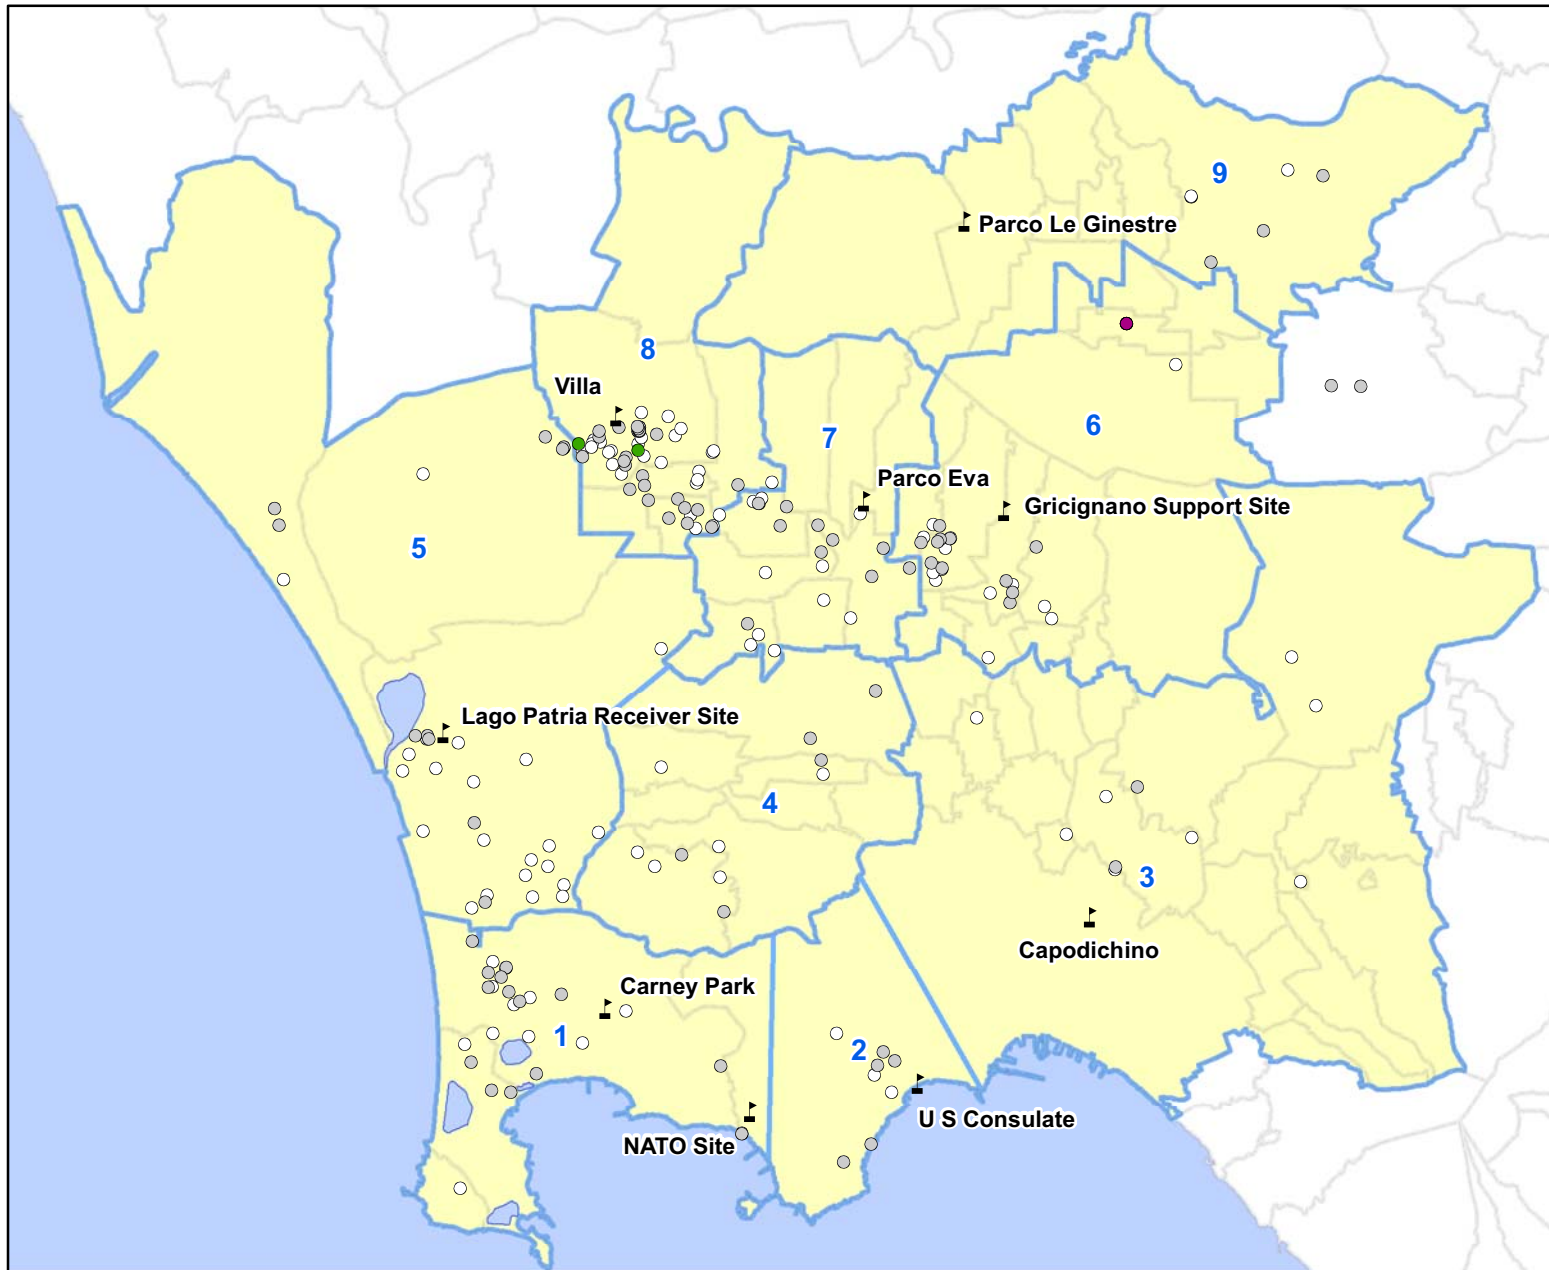 9
Parco Le Ginestre
8
Villa
7
6
Parco Eva
Gricignano Support Site
5
Lago Patria Receiver Site
4
3
Capodichino
Carney Park
1
2
U S Consulate
NATO Site